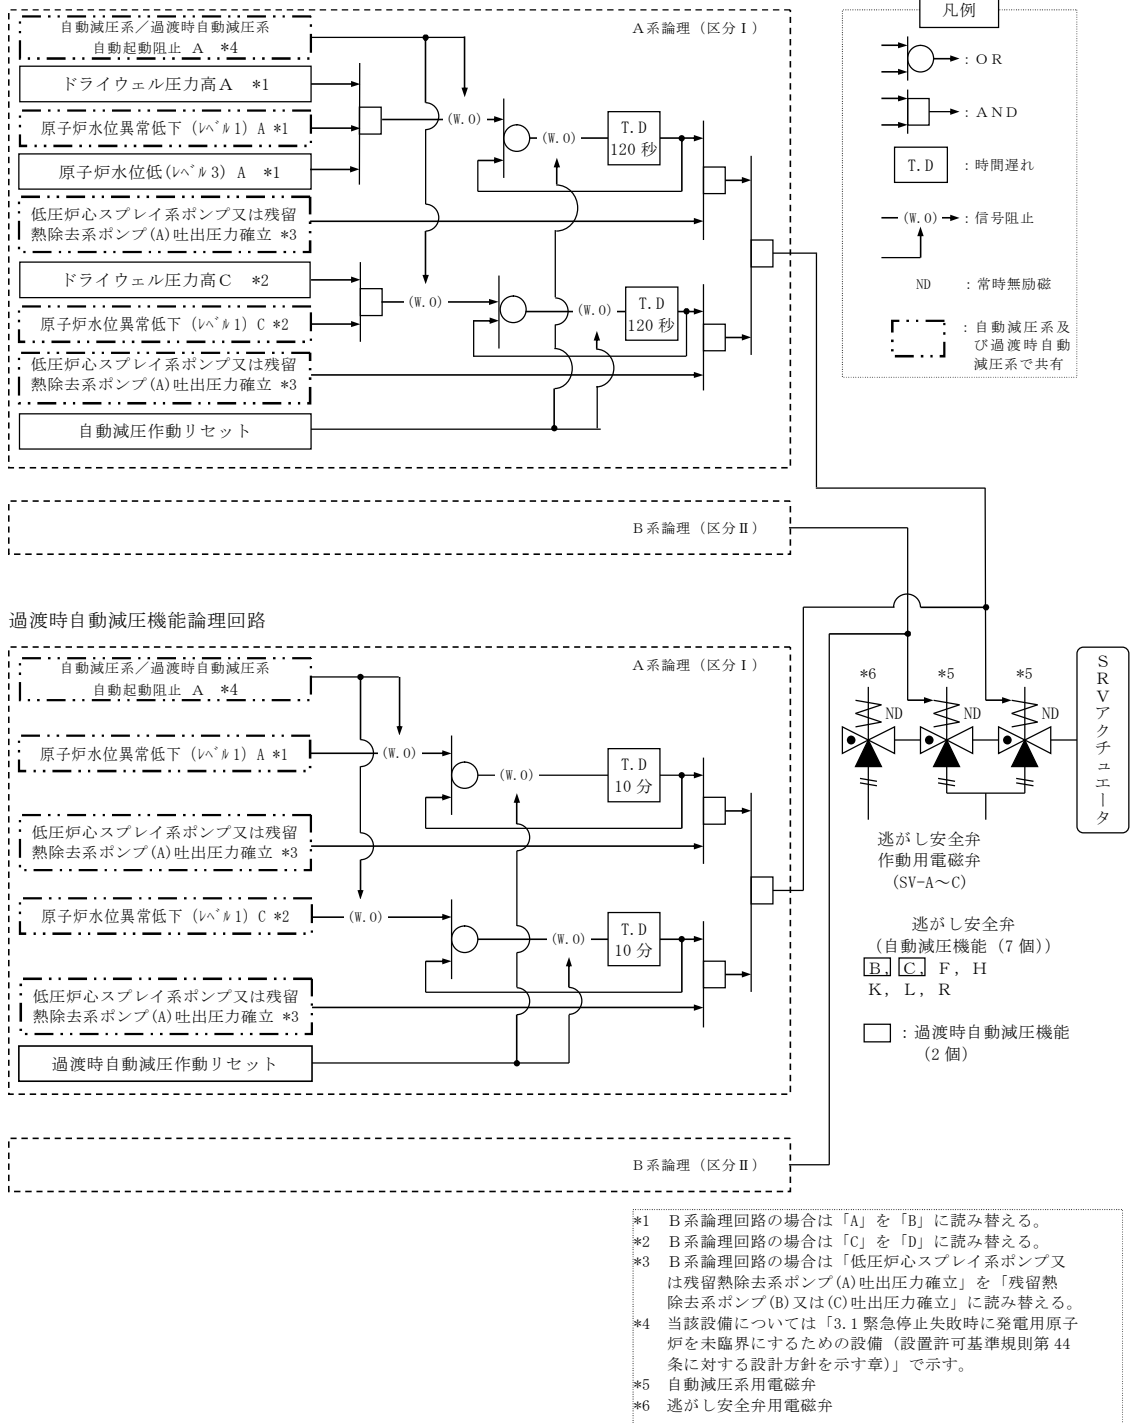 自動減圧系／過渡時自動減圧系
自動起動阻止 A *4
A系論理（区分Ⅰ）
ドライウェル圧力高A *1
原子炉水位異常低下（ﾚﾍﾞﾙ1）A *1
原子炉水位低(ﾚﾍﾞﾙ3) A *1
低圧炉心スプレイ系ポンプ又は残留
熱除去系ポンプ(A)吐出圧力確立 *3
ドライウェル圧力高C *2
原子炉水位異常低下（ﾚﾍﾞﾙ1）C *2
低圧炉心スプレイ系ポンプ又は残留
熱除去系ポンプ(A)吐出圧力確立 *3
自動減圧作動リセット
(W.O)
(W.O)
T.D
120秒
(W.O)
(W.O)
T.D
120秒
凡例
：OR
：AND
T.D
：時間遅れ
(W.O)
：信号阻止
ND
：常時無励磁
：自動減圧系及
び過渡時自動
減圧系で共有
B系論理（区分Ⅱ）
過渡時自動減圧機能論理回路
自動減圧系／過渡時自動減圧系
自動起動阻止 A *4
A系論理（区分Ⅰ）
原子炉水位異常低下（ﾚﾍﾞﾙ1）A *1
低圧炉心スプレイ系ポンプ又は残留
熱除去系ポンプ(A)吐出圧力確立 *3
原子炉水位異常低下（ﾚﾍﾞﾙ1）C *2
低圧炉心スプレイ系ポンプ又は残留
熱除去系ポンプ(A)吐出圧力確立 *3
過渡時自動減圧作動リセット
(W.O)
(W.O)
T.D
10分
(W.O)
(W.O)
T.D
10分
*6
*5
*5
ND
ND
ND
SRVアクチュエータ
逃がし安全弁
作動用電磁弁
(SV-A～C)
逃がし安全弁
（自動減圧機能（7個））
B，C，F，H
K，L，R
：過渡時自動減圧機能
（2個）
B系論理（区分Ⅱ）
*1 B系論理回路の場合は「A」を「B」に読み替える。
*2 B系論理回路の場合は「C」を「D」に読み替える。
*3 B系論理回路の場合は「低圧炉心スプレイ系ポンプ又
は残留熱除去系ポンプ(A)吐出圧力確立」を「残留熱
除去系ポンプ(B)又は(C)吐出圧力確立」に読み替える。
*4 当該設備については「3.1 緊急停止失敗時に発電用原子
炉を未臨界にするための設備（設置許可基準規則第44
条に対する設計方針を示す章）」で示す。
*5 自動減圧系用電磁弁
*6 逃がし安全弁用電磁弁